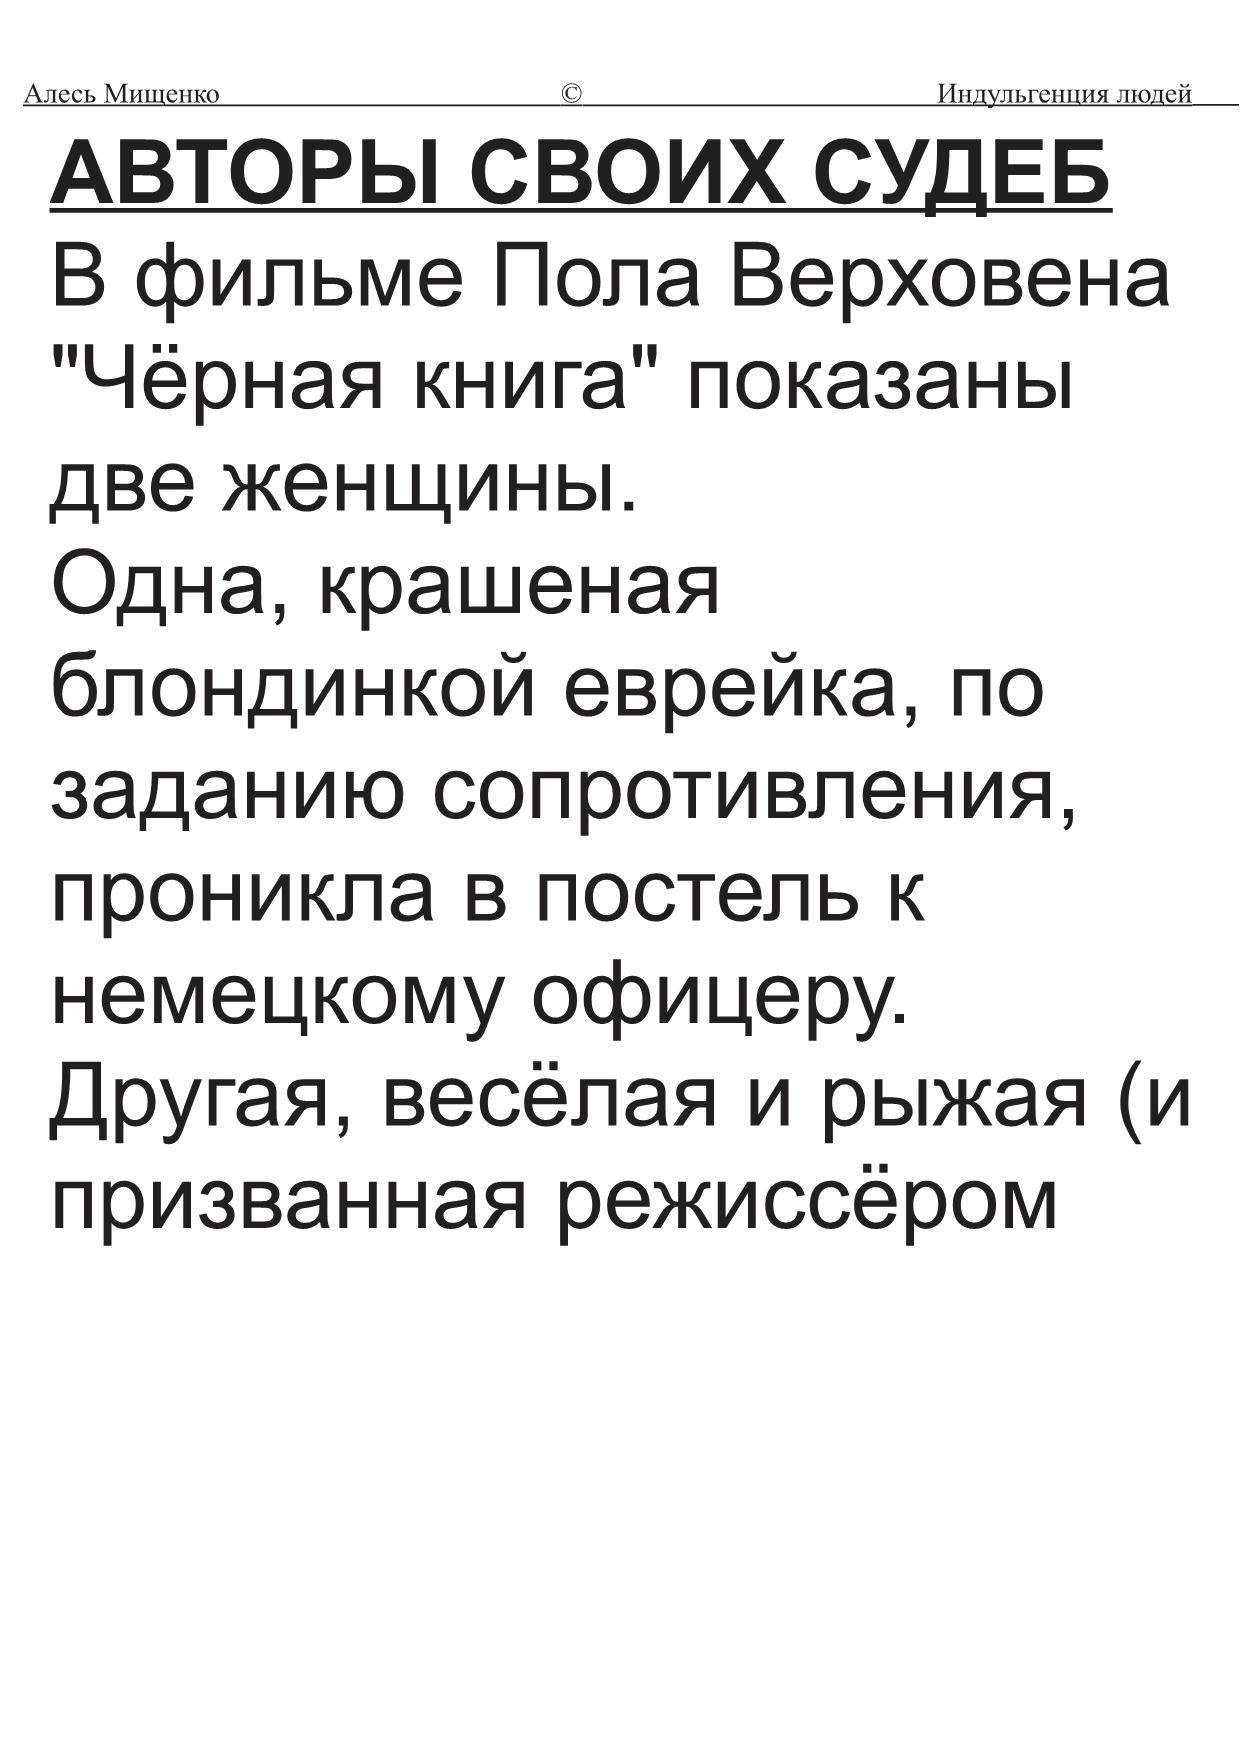 Алесь Мищенко © Индульгенция людей
АВТОРЫ СВОИХ СУДЕБ
В фильме Пола Верховена
"Чёрная книга" показаны
две женщины.
Одна, крашеная
блондинкой еврейка, по
заданию сопротивления,
проникла в постель к
немецкому офицеру.
Другая, весёлая и рыжая (и
призванная режиссёром